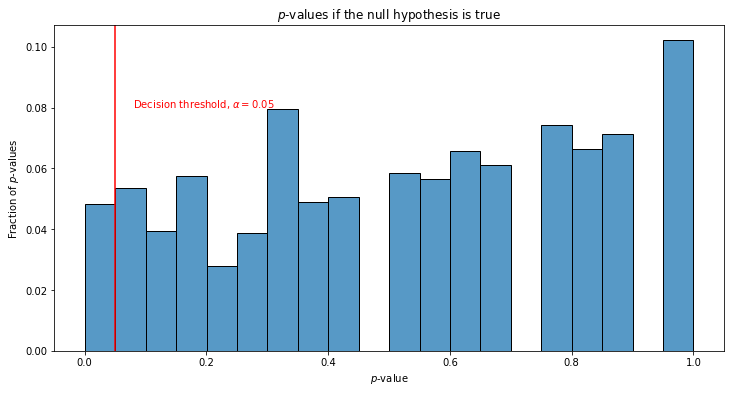 p-values if the null hypothesis is true
0.10
0.08
0.06
0.04
0.02
0.00
Fraction of p-values
Decision threshold, α = 0.05
0.0 0.2 0.4 0.6 0.8 1.0
p-value